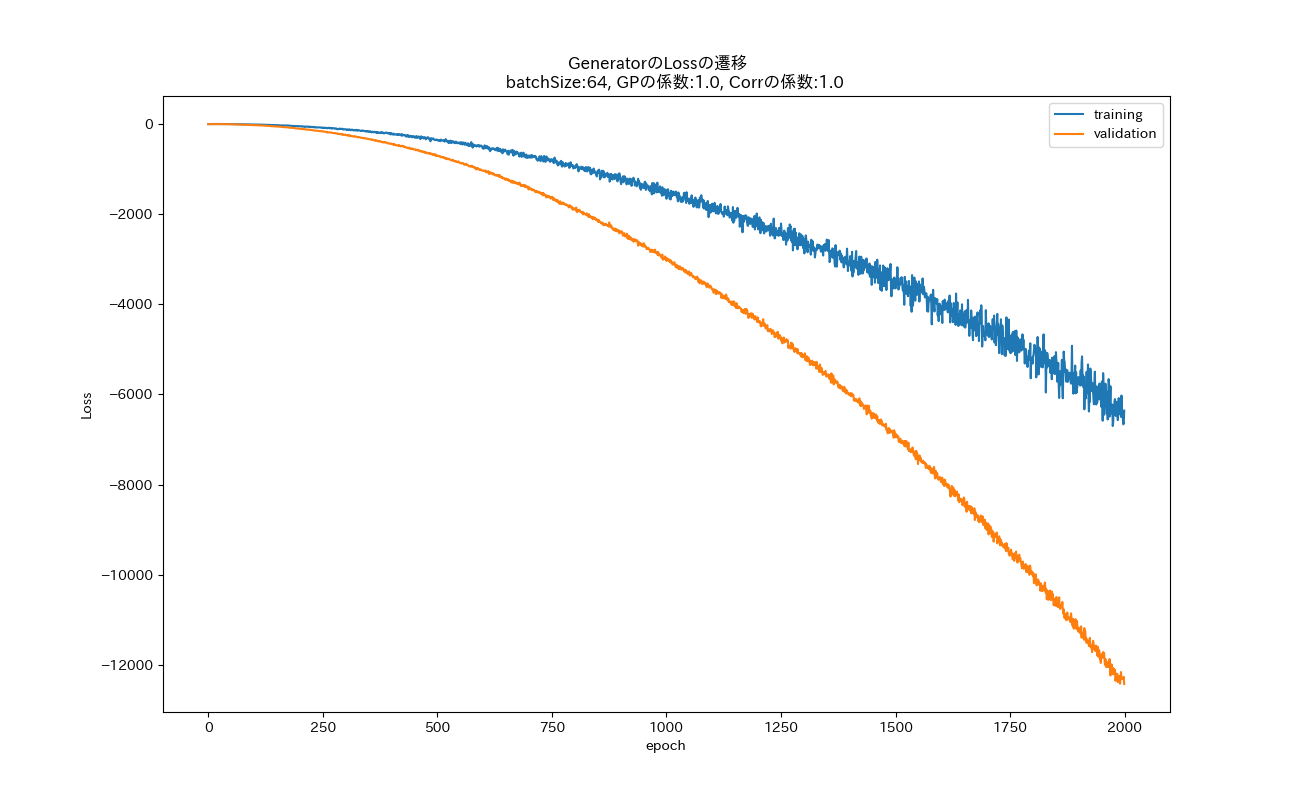 GeneratorのLossの遷移
batchSize:64, GPの係数:1.0, Corrの係数:1.0
training
validation
0
−2000
−4000
−6000
−8000
−10000
−12000
Loss
0 250 500 750 1000 1250 1500 1750 2000
epoch